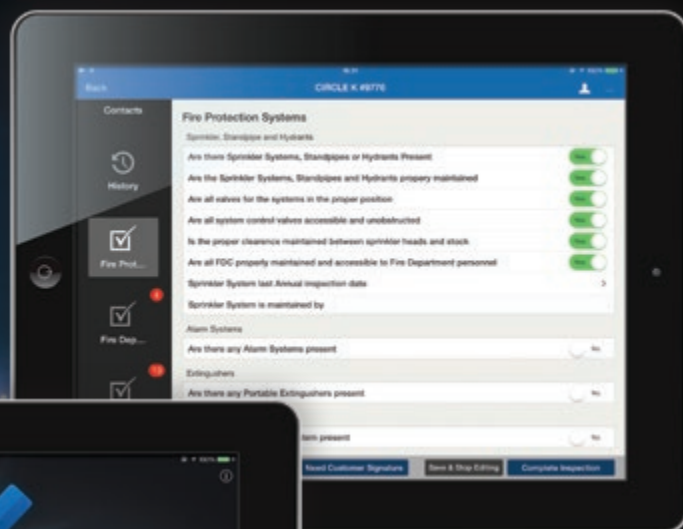 Back
CIRCLE K #9776
Contacts
History
Fire Prot...
Fire Dep...
13
Fire Protection Systems
Sprinkler, Standpipe and Hydrants
Are there Sprinkler Systems, Standpipes or Hydrants Present
Yes
Are the Sprinkler Systems, Standpipes and Hydrants propery maintained
Yes
Are all valves for the systems in the proper position
Yes
Are all system control valves accessible and unobstructed
Yes
Is the proper clearance maintained between sprinkler heads and stock
Yes
Are all FDC properly maintained and accessible to Fire Department personnel
Yes
Sprinkler System last Annual inspection date
Sprinkler System is maintained by
Alarm Systems
Are there any Alarm Systems present
No
Extinguishers
Are there any Portable Extingushers present
No
present
No
Need Customer Signature
Save & Stop Editing
Complete Inspection